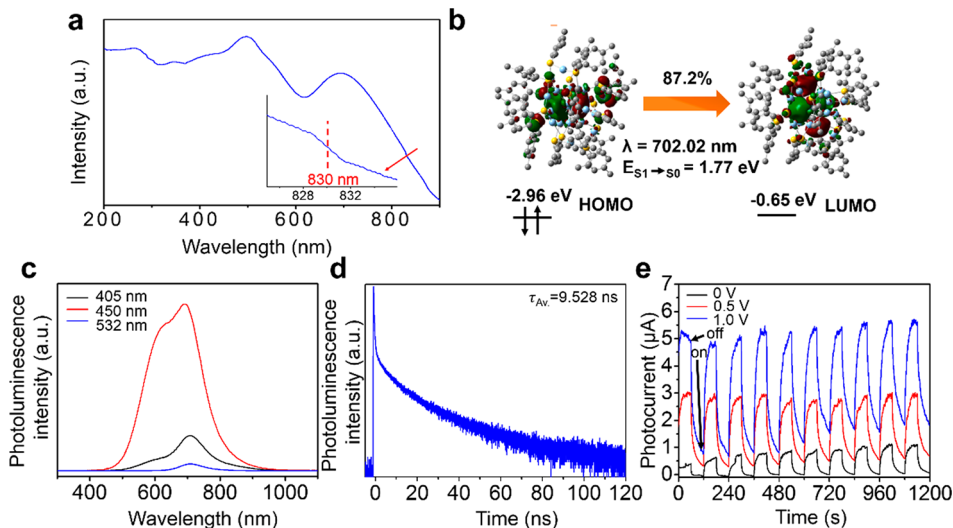 a
Intensity (a.u.)
830 nm
828 832
200 400 600 800
Wavelength (nm)
b
87.2%
λ = 702.02 nm
E S1→S0 = 1.77 eV
-2.96 eV HOMO
-0.65 eV LUMO
c
Photoluminescence
intensity (a.u.)
405 nm
450 nm
532 nm
400 600 800 1000
Wavelength (nm)
d
Photoluminescence
intensity (a.u.)
τAv.=9.528 ns
0 20 40 60 80 100 120
Time (ns)
e
Photocurrent (μA)
7
6
5
4
3
2
1
0
0 V
0.5 V
1.0 V
off
on
0 240 480 720 960 1200
Time (s)